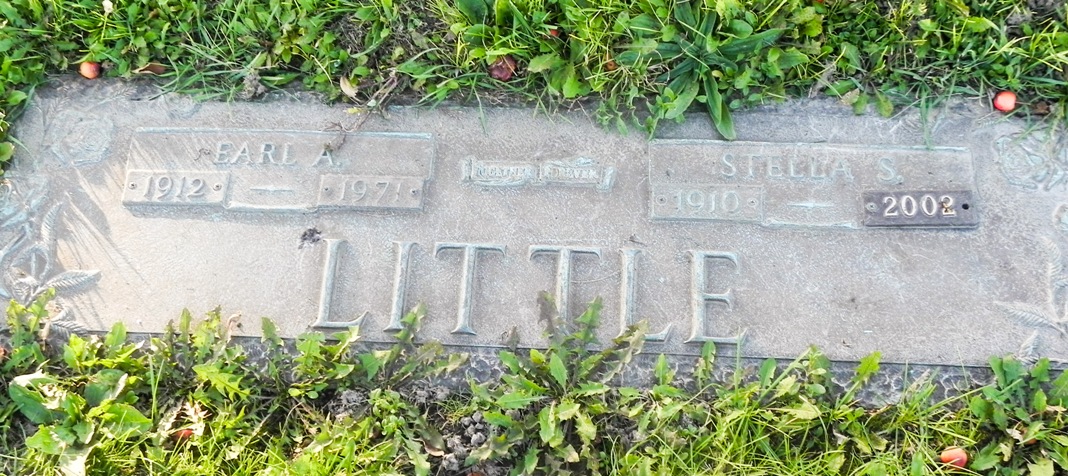 EARL A.
1912 — 1971
TOGETHER FOREVER
STELLA S.
1910 — 2002
LITTLE